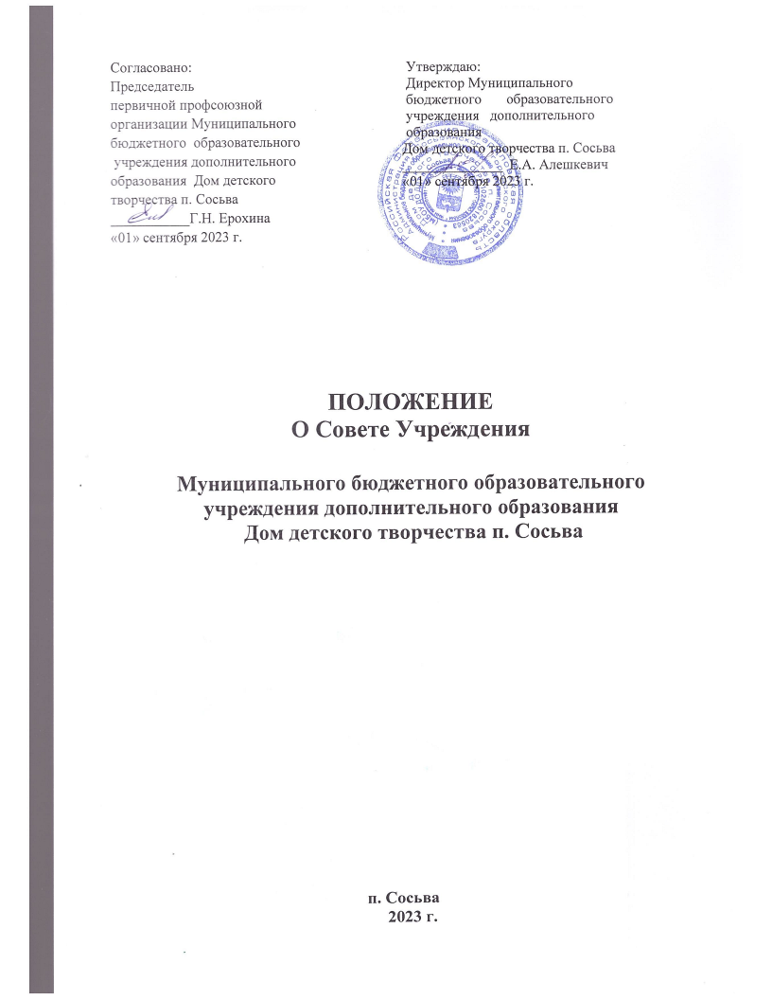 Согласовано:
Председатель
первичной профсоюзной
организации Муниципального
бюджетного образовательного
учреждения дополнительного
образования Дом детского
творчества п. Сосьва
___________Г.Н. Ерохина
«01» сентября 2023 г.
Утверждаю:
Директор Муниципального
бюджетного образовательного
учреждения дополнительного
образования
Дом детского творчества п. Сосьва
Е.А. Алешкевич
«01» сентября 2023 г.
ПОЛОЖЕНИЕ
О Совете Учреждения
Муниципального бюджетного образовательного
учреждения дополнительного образования
Дом детского творчества п. Сосьва
п. Сосьва
2023 г.